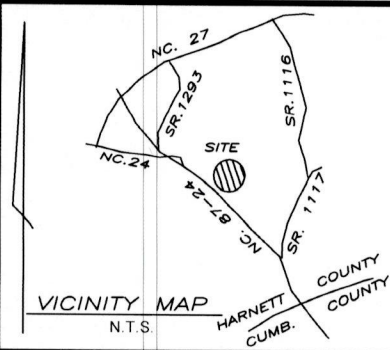 NC. 27
SR.1293
SR.1116
NC.24
SITE
NC. 87-24
SR. 1117
VICINITY MAP
N.T.S.
HARNETT COUNTY
CUMB. COUNTY